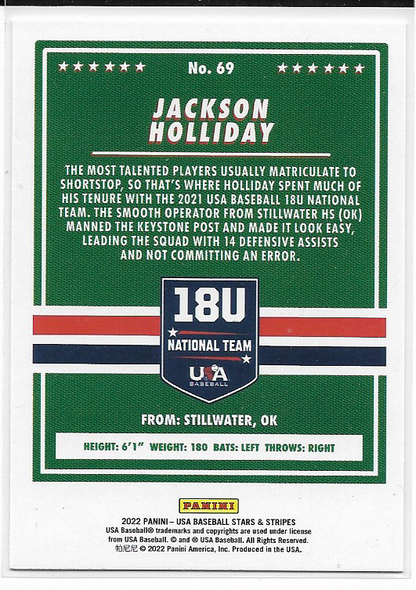 No. 69
JACKSON
HOLLIDAY
THE MOST TALENTED PLAYERS USUALLY MATRICULATE TO
SHORTSTOP, SO THAT'S WHERE HOLLIDAY SPENT MUCH OF
HIS TENURE WITH THE 2021 USA BASEBALL 18U NATIONAL
TEAM. THE SMOOTH OPERATOR FROM STILLWATER HS (OK)
MANNED THE KEYSTONE POST AND MADE IT LOOK EASY,
LEADING THE SQUAD WITH 14 DEFENSIVE ASSISTS
AND NOT COMMITTING AN ERROR.
18U
NATIONAL TEAM
USA
BASEBALL
FROM: STILLWATER, OK
HEIGHT: 6'1" WEIGHT: 180 BATS: LEFT THROWS: RIGHT
PANINI
2022 PANINI – USA BASEBALL STARS & STRIPES
USA Baseball® trademarks and copyrights are used under license
from USA Baseball. © and ® USA Baseball. All Rights Reserved.
帕尼尼 © 2022 Panini America, Inc. Produced in the USA.